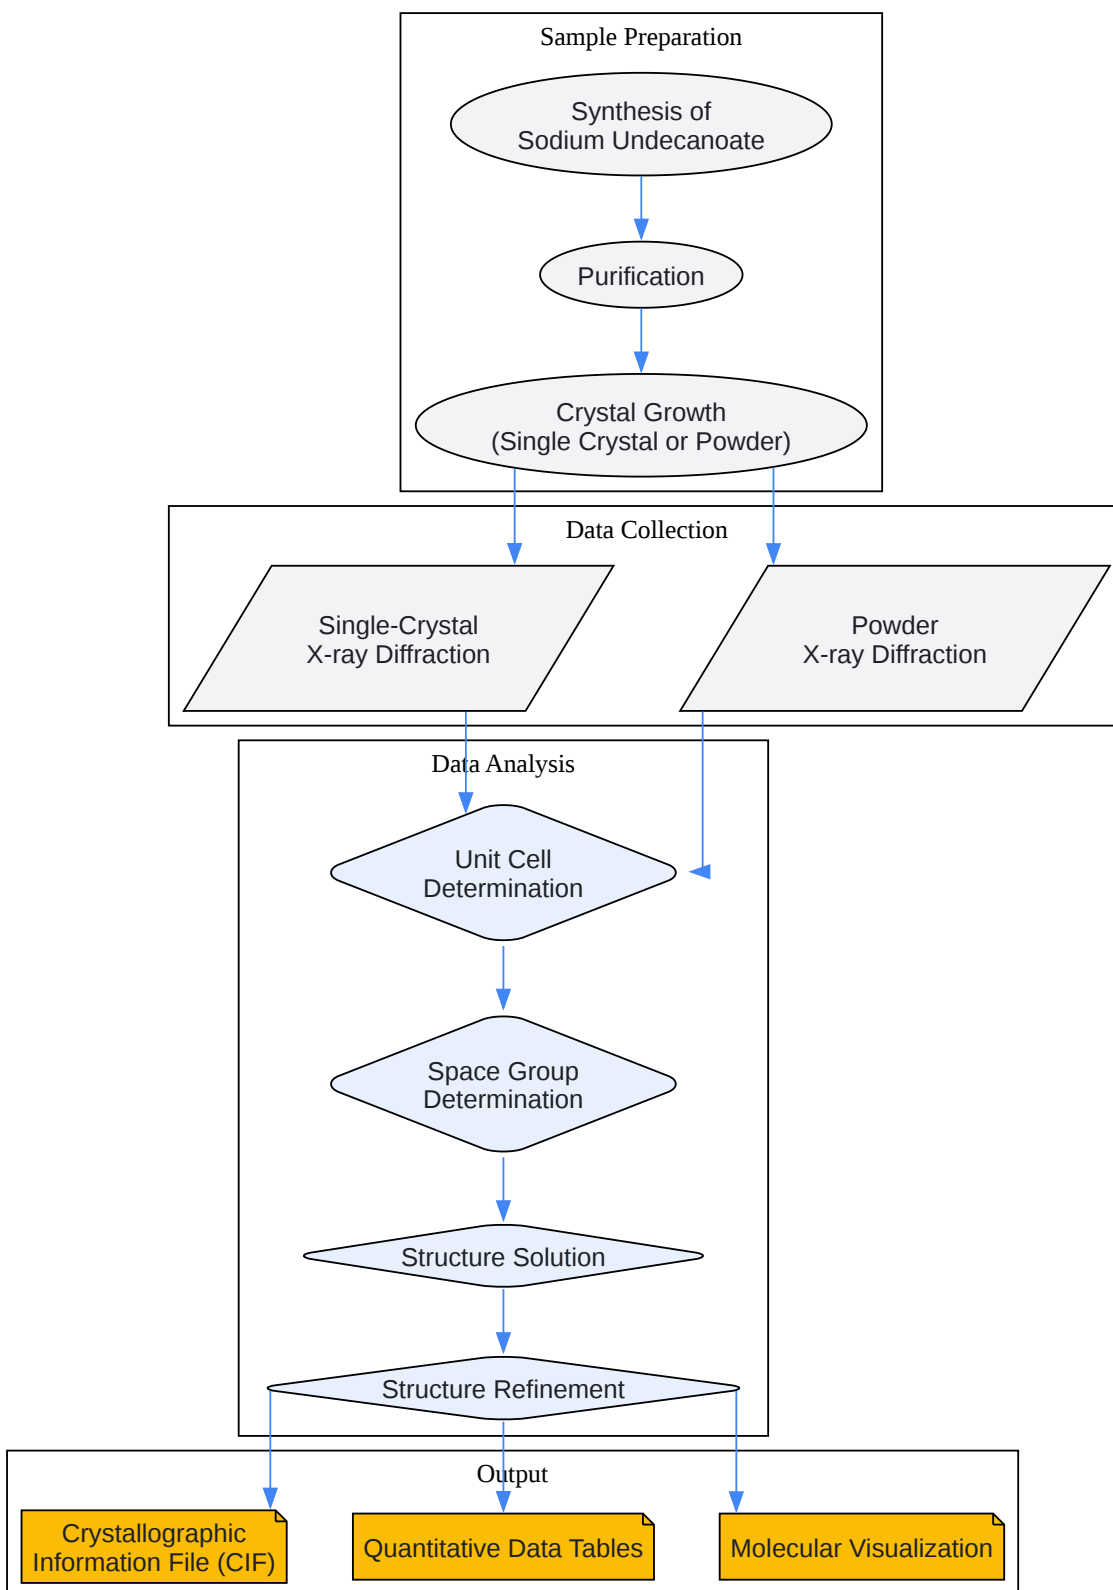 Sample Preparation
Synthesis of
Sodium Undecanoate
Purification
Crystal Growth
(Single Crystal or Powder)
Data Collection
Single-Crystal
X-ray Diffraction
Powder
X-ray Diffraction
Data Analysis
Unit Cell
Determination
Space Group
Determination
Structure Solution
Structure Refinement
Output
Crystallographic
Information File (CIF)
Quantitative Data Tables
Molecular Visualization